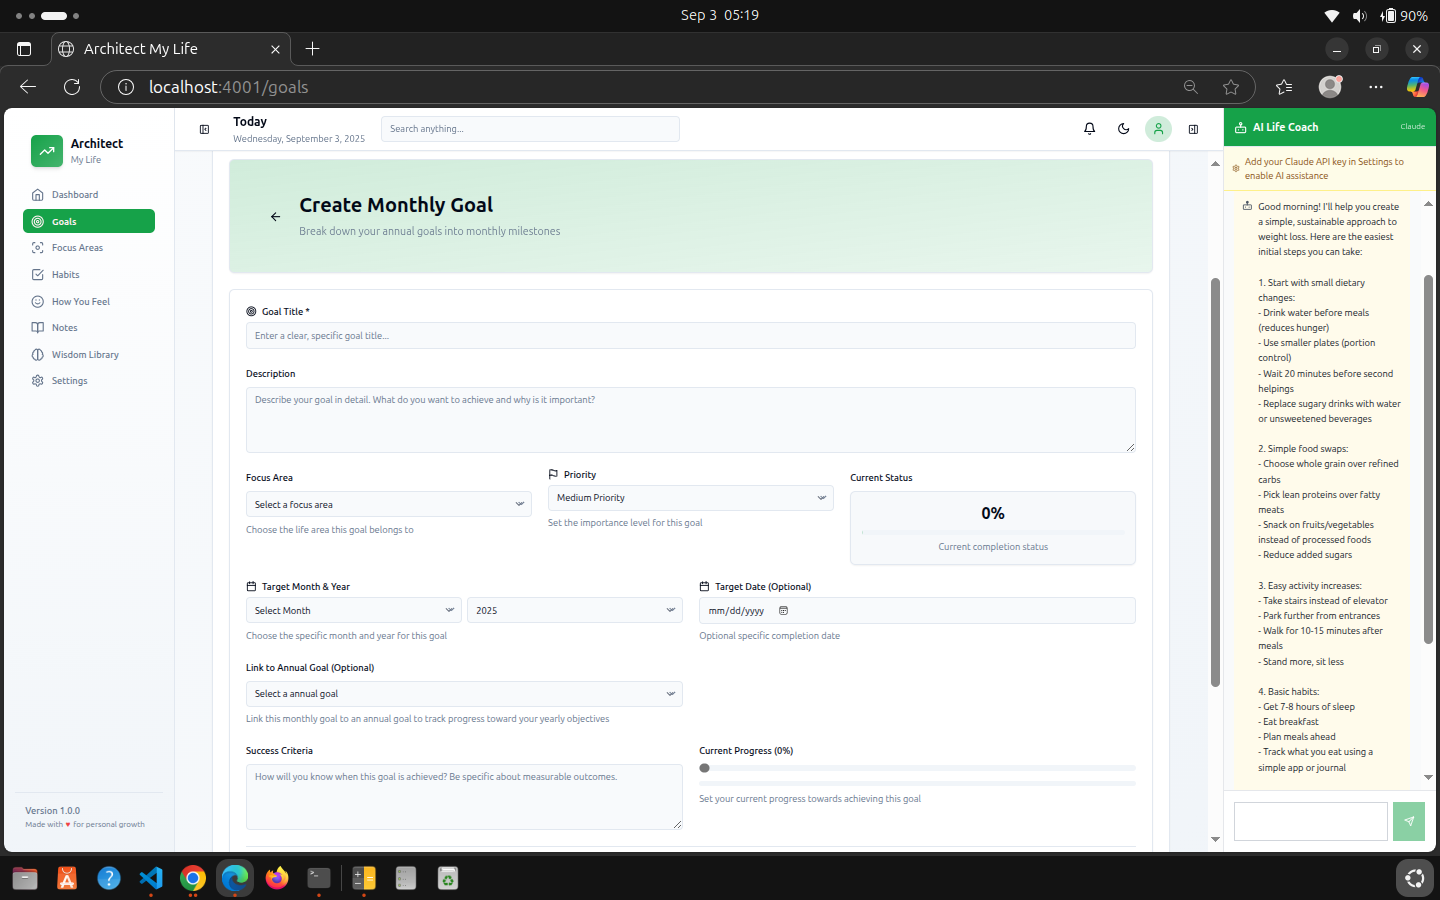 Sep 3 05:19
90%
Architect My Life
localhost:4001/goals
Architect
My Life
Dashboard
Goals
Focus Areas
Habits
How You Feel
Notes
Wisdom Library
Settings
Version 1.0.0
Made with ♥ for personal growth
Today
Wednesday, September 3, 2025
Search anything...
Create Monthly Goal
Break down your annual goals into monthly milestones
Goal Title *
Enter a clear, specific goal title...
Description
Describe your goal in detail. What do you want to achieve and why is it important?
Focus Area
Select a focus area
Choose the life area this goal belongs to
Priority
Medium Priority
Set the importance level for this goal
Current Status
0%
Current completion status
Target Month & Year
Select Month
2025
Choose the specific month and year for this goal
Target Date (Optional)
mm/dd/yyyy
Optional specific completion date
Link to Annual Goal (Optional)
Select a annual goal
Link this monthly goal to an annual goal to track progress toward your yearly objectives
Success Criteria
How will you know when this goal is achieved? Be specific about measurable outcomes.
Current Progress (0%)
Set your current progress towards achieving this goal
AI Life Coach
Claude
Add your Claude API key in Settings to
enable AI assistance
Good morning! I'll help you create
a simple, sustainable approach to
weight loss. Here are the easiest
initial steps you can take:
1. Start with small dietary
changes:
- Drink water before meals
(reduces hunger)
- Use smaller plates (portion
control)
- Wait 20 minutes before second
helpings
- Replace sugary drinks with water
or unsweetened beverages
2. Simple food swaps:
- Choose whole grain over refined
carbs
- Pick lean proteins over fatty
meats
- Snack on fruits/vegetables
instead of processed foods
- Reduce added sugars
3. Easy activity increases:
- Take stairs instead of elevator
- Park further from entrances
- Walk for 10-15 minutes after
meals
- Stand more, sit less
4. Basic habits:
- Get 7-8 hours of sleep
- Eat breakfast
- Plan meals ahead
- Track what you eat using a
simple app or journal